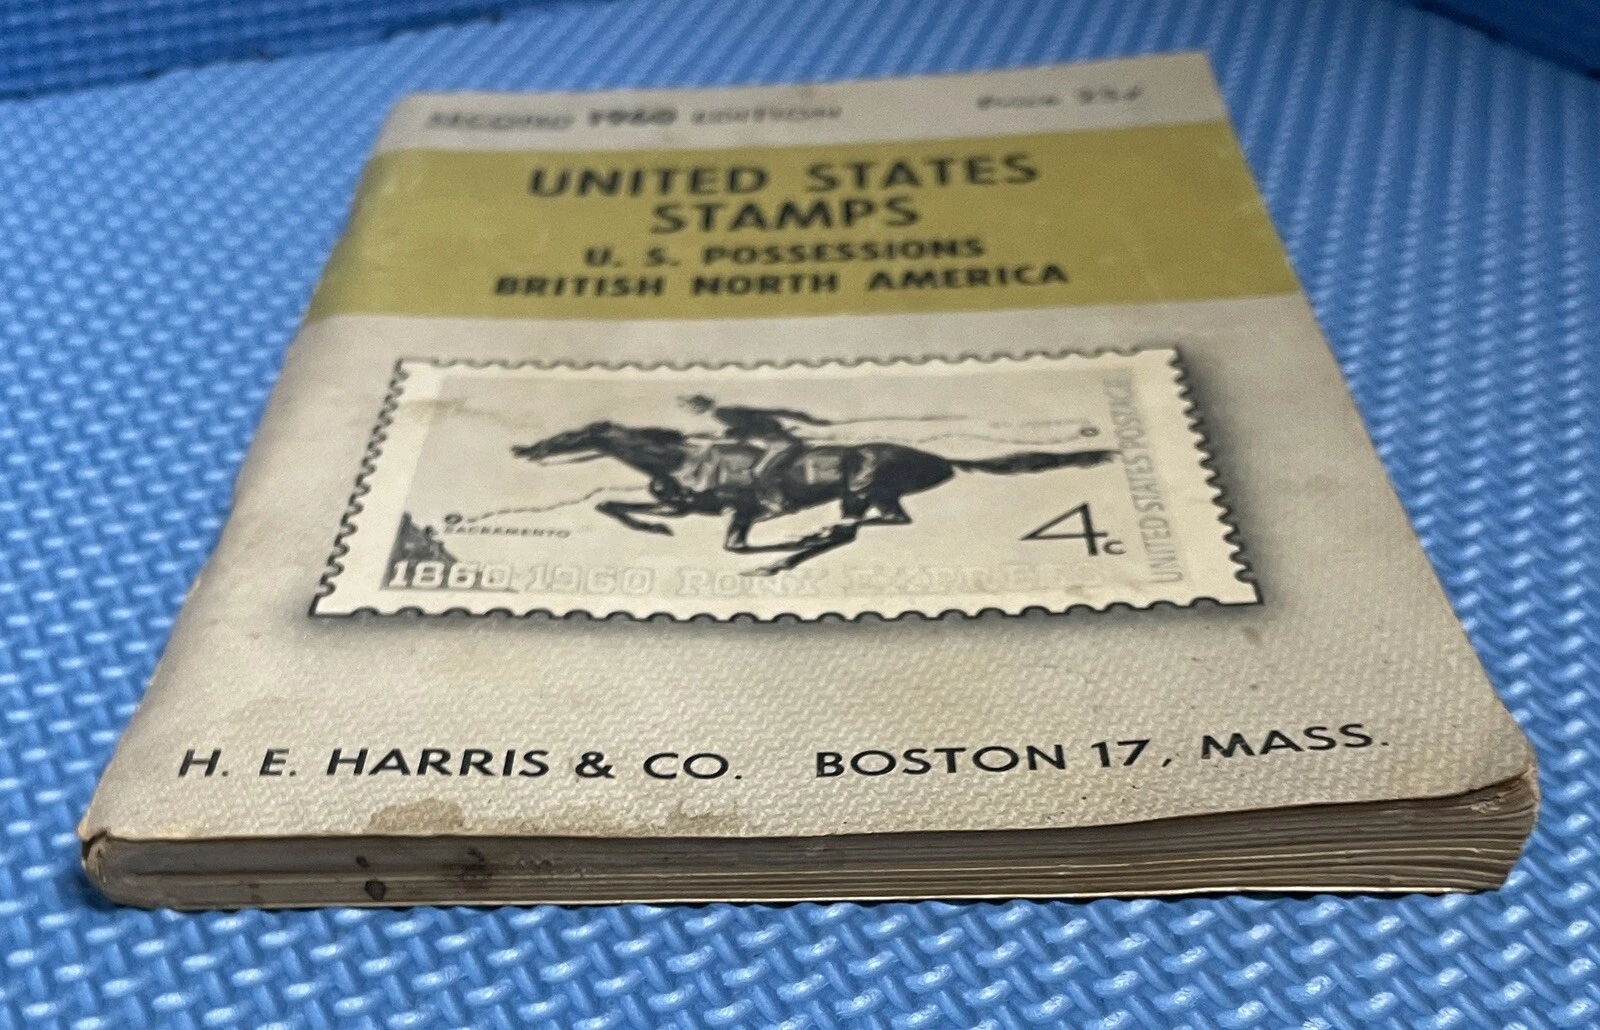 SECOND 1960 EDITION
UNITED STATES
STAMPS
U. S. POSSESSIONS
BRITISH NORTH AMERICA
SACRAMENTO
4c
UNITED STATES POSTAGE
1860-1960 PONY EXPRESS
H. E. HARRIS & CO. BOSTON 17, MASS.